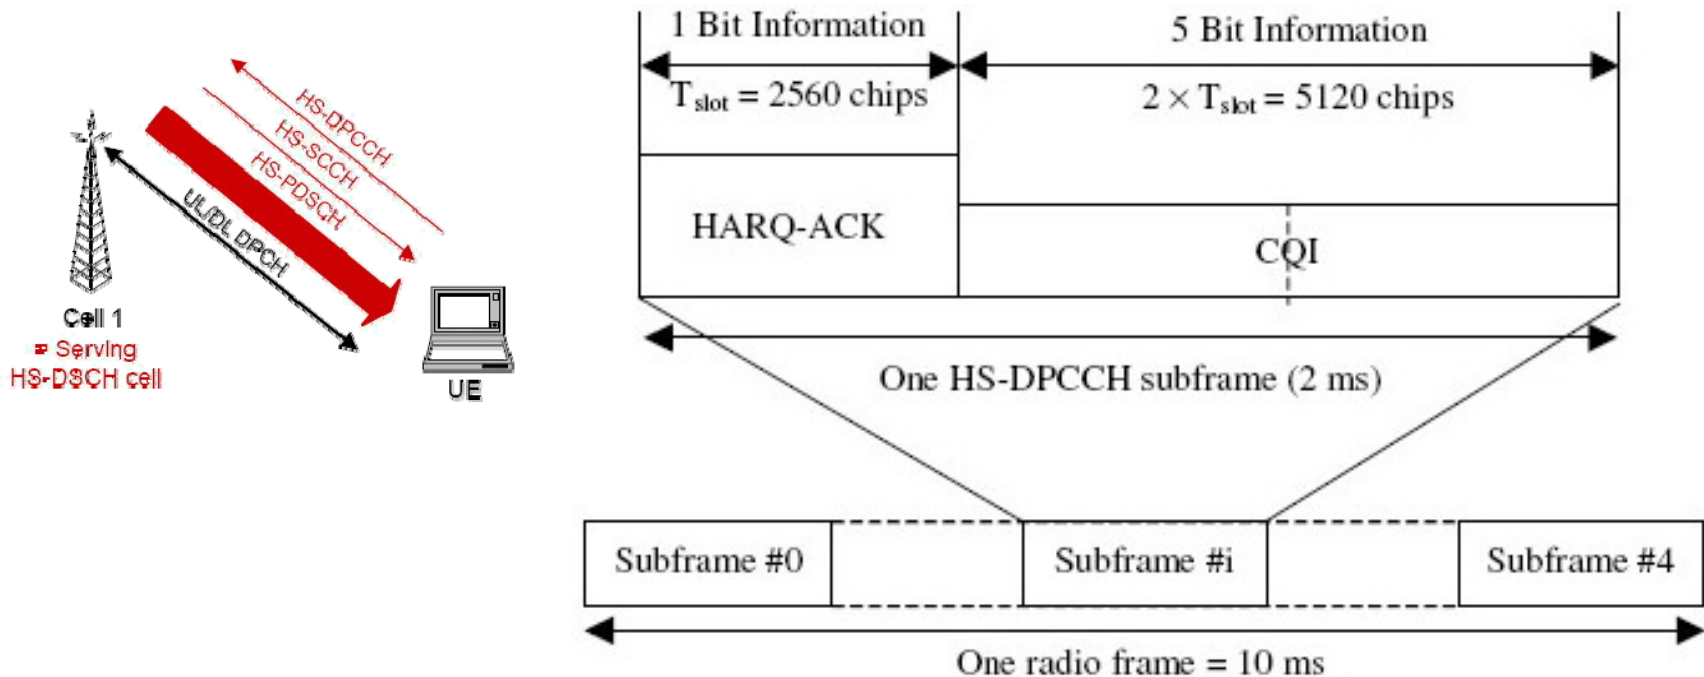 HS-DPCCH
HS-SCCH
HS-PDSCH
UL/DL DPCH
Cell 1
= Serving
HS-DSCH cell
UE
1 Bit Information
5 Bit Information
Tslot = 2560 chips
2 × Tslot = 5120 chips
HARQ-ACK
CQI
One HS-DPCCH subframe (2 ms)
Subframe #0
Subframe #i
Subframe #4
One radio frame = 10 ms